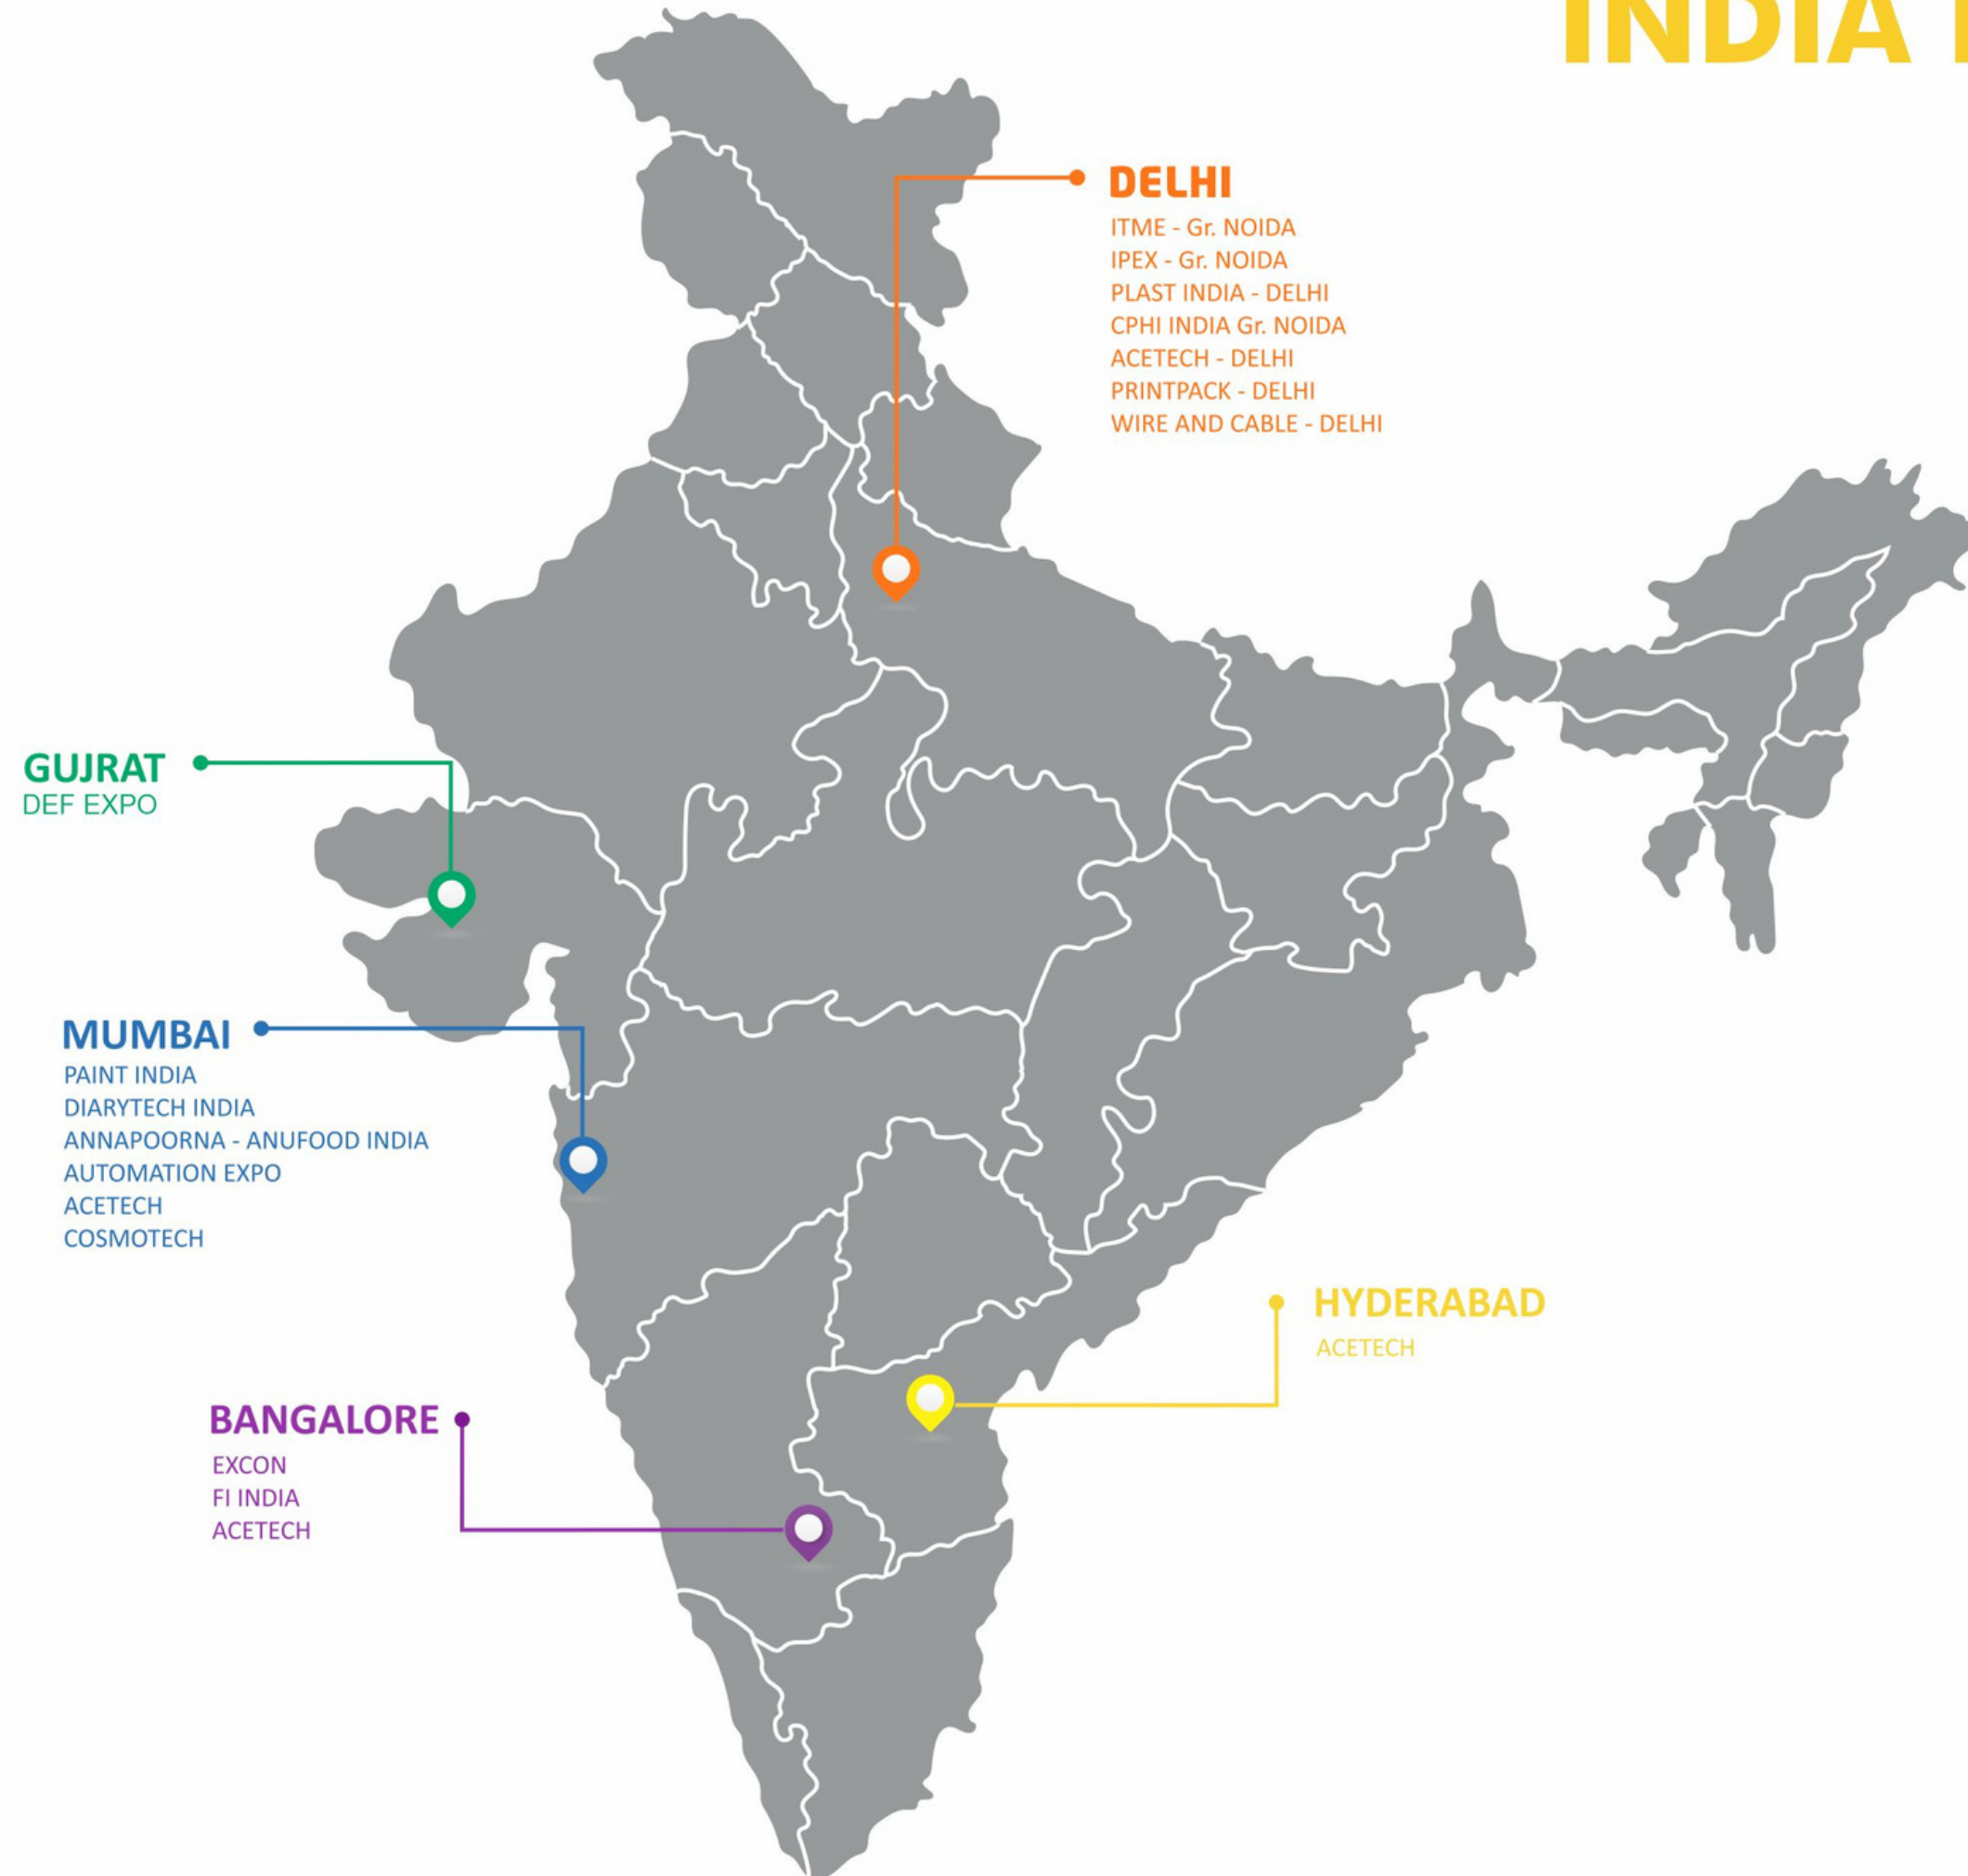 INDIA
DELHI
ITME - Gr. NOIDA
IPEX - Gr. NOIDA
PLAST INDIA - DELHI
CPHI INDIA Gr. NOIDA
ACETECH - DELHI
PRINTPACK - DELHI
WIRE AND CABLE - DELHI
GUJRAT
DEF EXPO
MUMBAI
PAINT INDIA
DIARYTECH INDIA
ANNAPOORNA - ANUFOOD INDIA
AUTOMATION EXPO
ACETECH
COSMOTECH
HYDERABAD
ACETECH
BANGALORE
EXCON
FI INDIA
ACETECH